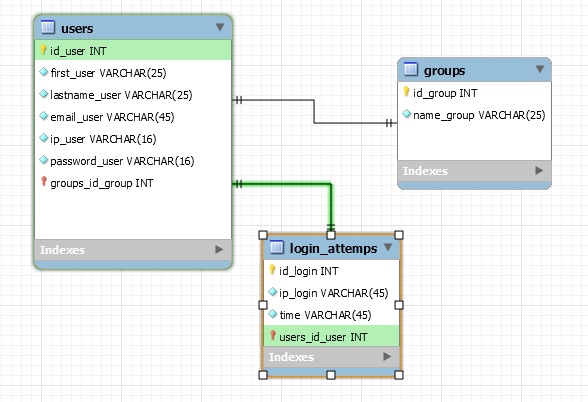 users
id_user INT
first_user VARCHAR(25)
lastname_user VARCHAR(25)
email_user VARCHAR(45)
ip_user VARCHAR(16)
password_user VARCHAR(16)
groups_id_group INT
Indexes
groups
id_group INT
name_group VARCHAR(25)
Indexes
login_attemps
id_login INT
ip_login VARCHAR(45)
time VARCHAR(45)
users_id_user INT
Indexes